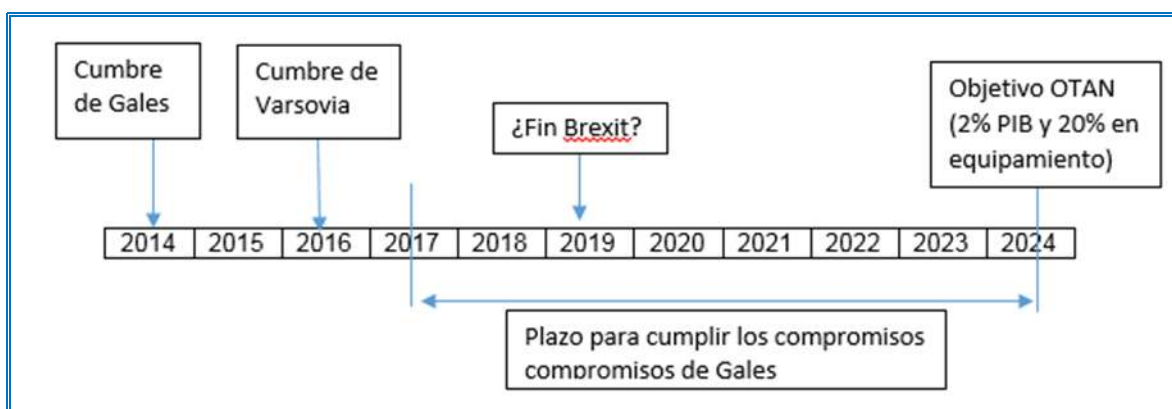 Cumbre
de Gales
Cumbre de
Varsovia
¿Fin Brexit?
Objetivo OTAN
(2% PIB y 20% en
equipamiento)
2014 2015 2016 2017 2018 2019 2020 2021 2022 2023 2024
Plazo para cumplir los compromisos
compromisos de Gales